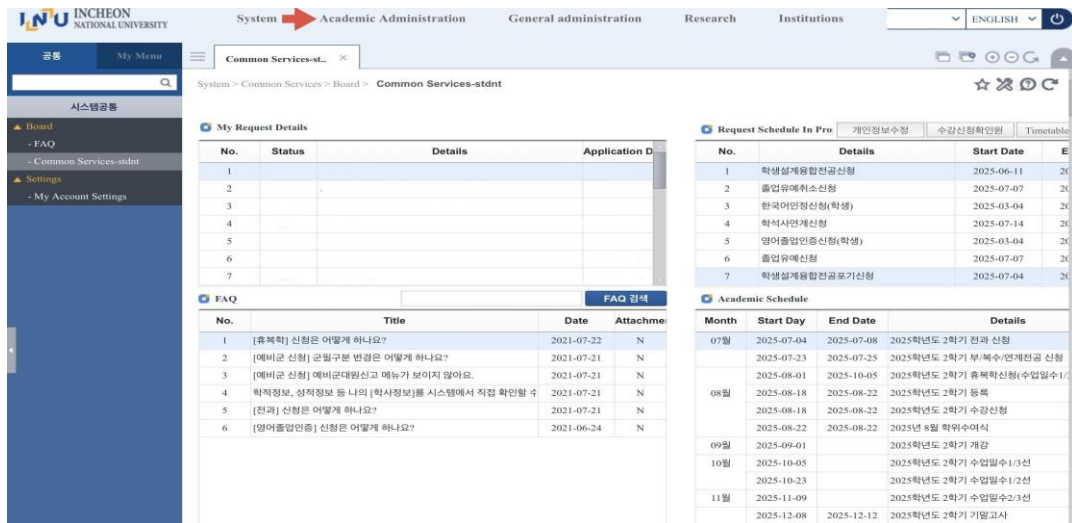 INCHEON
INU NATIONAL UNIVERSITY
System Academic Administration General administration Research Institutions ENGLISH
공통 My Menu
Common Services-st..
System > Common Services > Board > Common Services-stdnt
시스템공통
Board
- FAQ
- Common Services-stdnt
Settings
- My Account Settings
My Request Details
No. Status Details Application D
1
2
3
4
5
6
7
Request Schedule In Pro 개인정보수정 수강신청확인원 Timetable
No. Details Start Date E
1 학생설계융합전공신청 2025-06-11 20
2 졸업유예취소신청 2025-07-07 20
3 한국어인정신청(학생) 2025-03-04 20
4 학석사연계신청 2025-07-14 20
5 영어졸업인증신청(학생) 2025-03-04 20
6 졸업유예신청 2025-07-07 20
7 학생설계융합전공포기신청 2025-07-04 20
FAQ FAQ 검색
No. Title Date Attachme
1 [휴복학] 신청은 어떻게 하나요? 2021-07-22 N
2 [예비군 신청] 군필구분 변경은 어떻게 하나요? 2021-07-21 N
3 [예비군 신청] 예비군대원신고 메뉴가 보이지 않아요. 2021-07-21 N
4 학적정보, 성적정보 등 나의 [학사정보]를 시스템에서 직접 확인할 수 2021-07-21 N
5 [전과] 신청은 어떻게 하나요? 2021-07-21 N
6 [영어졸업인증] 신청은 어떻게 하나요? 2021-06-24 N
Academic Schedule
Month Start Day End Date Details
07월 2025-07-04 2025-07-08 2025학년도 2학기 전과 신청
2025-07-23 2025-07-25 2025학년도 2학기 부/복수/연계전공 신청
2025-08-01 2025-10-05 2025학년도 2학기 휴복학신청(수업일수1/
08월 2025-08-18 2025-08-22 2025학년도 2학기 등록
2025-08-18 2025-08-22 2025학년도 2학기 수강신청
2025-08-22 2025-08-22 2025년 8월 학위수여식
09월 2025-09-01 2025학년도 2학기 개강
10월 2025-10-05 2025학년도 2학기 수업일수1/3선
2025-10-23 2025학년도 2학기 수업일수1/2선
11월 2025-11-09 2025학년도 2학기 수업일수2/3선
2025-12-08 2025-12-12 2025학년도 2학기 기말고사